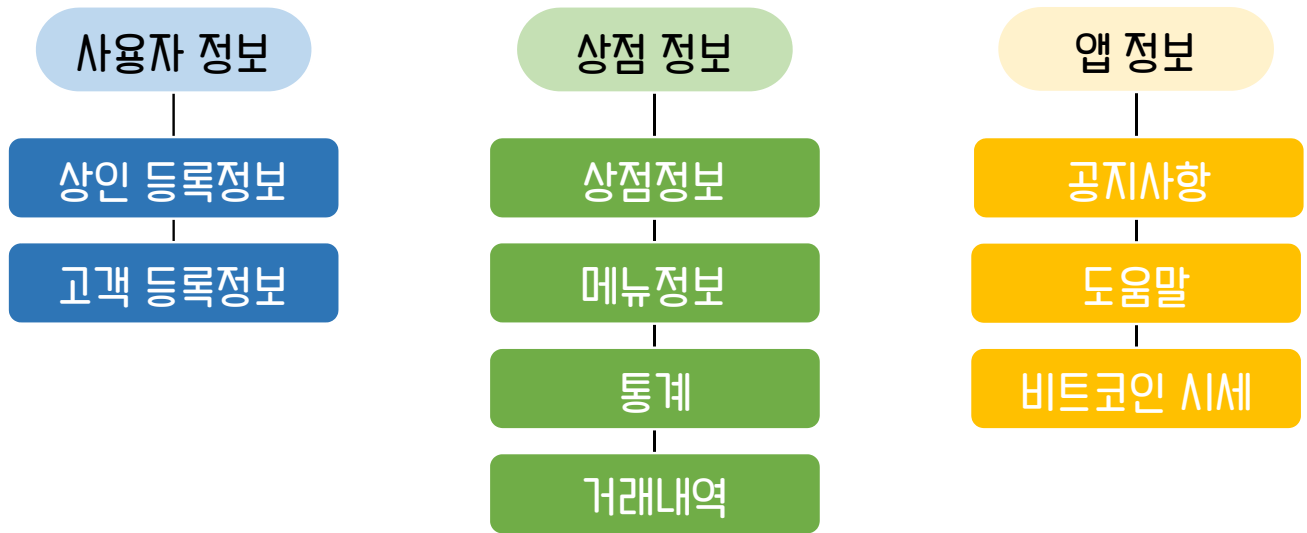 사용자 정보
상인 등록정보
고객 등록정보
상점 정보
상점정보
메뉴정보
통계
거래내역
앱 정보
공지사항
도움말
비트코인 시세